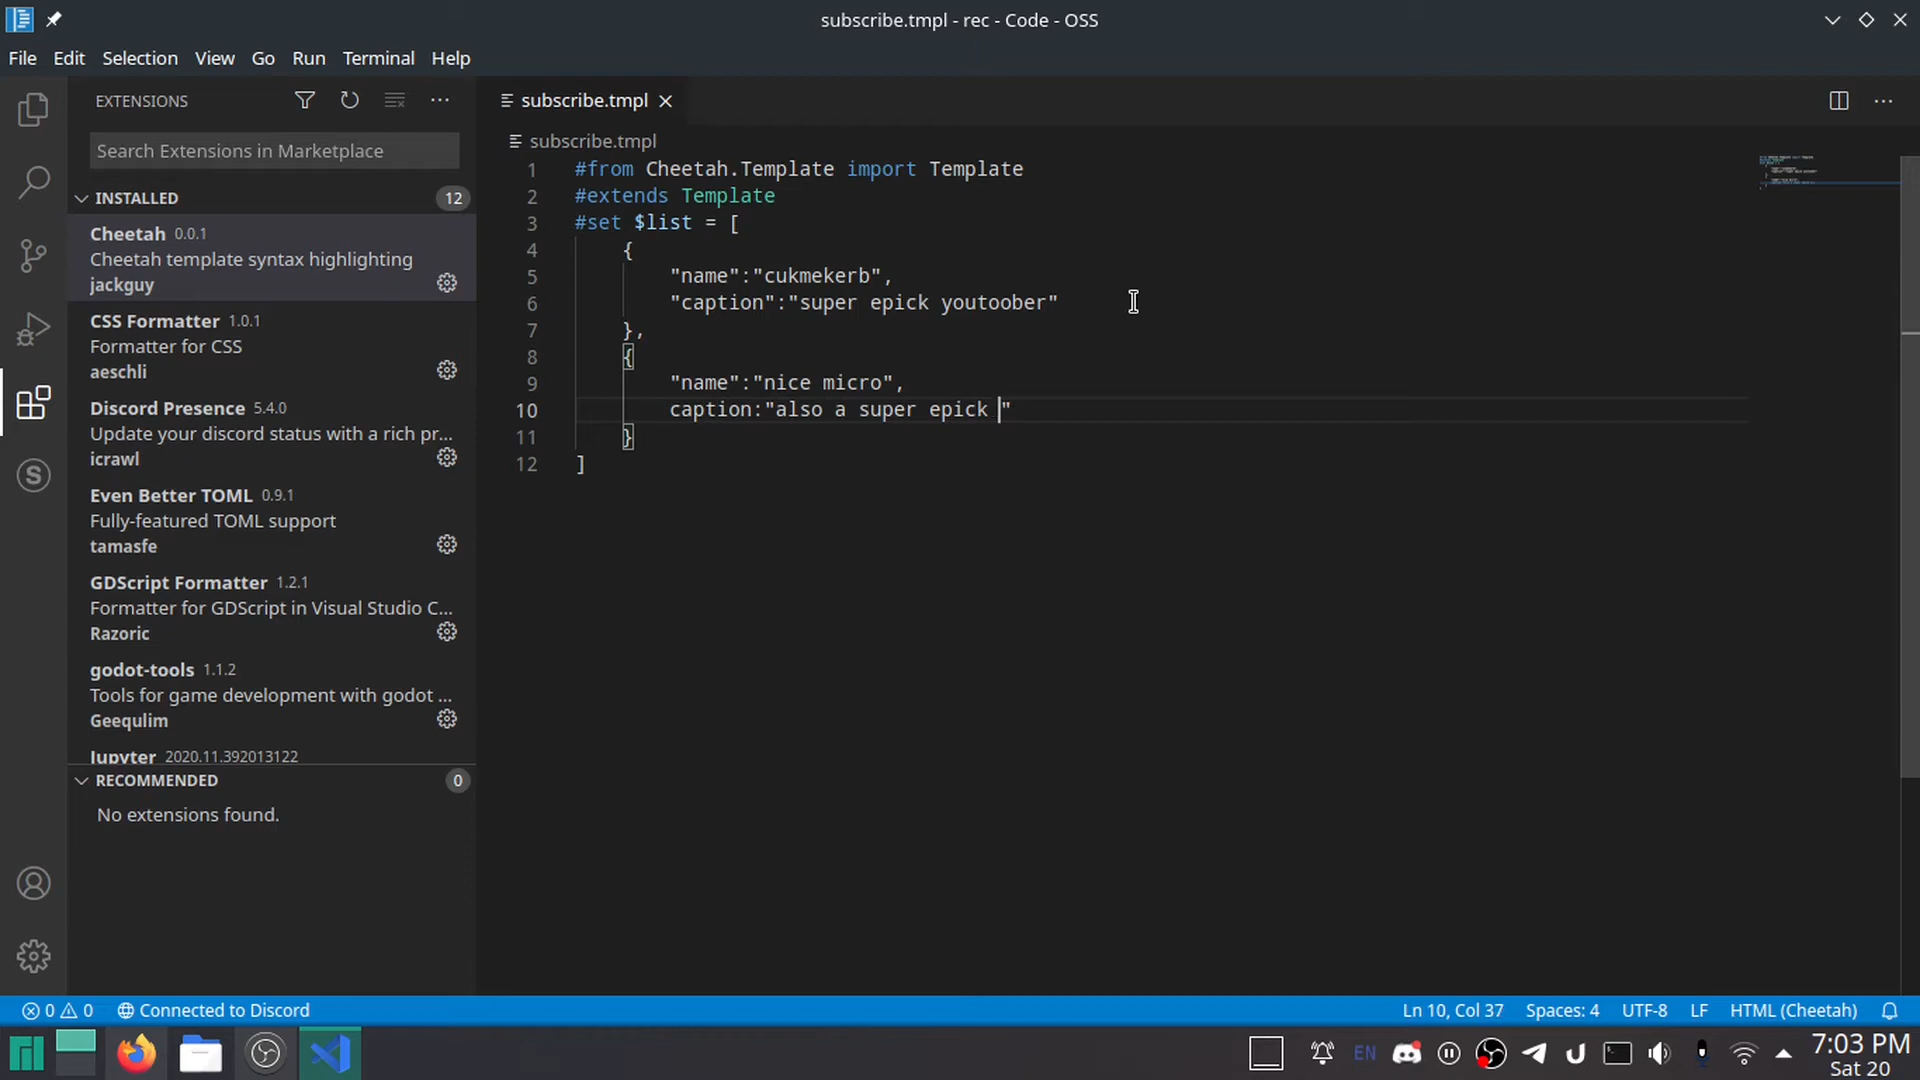 subscribe.tmpl - rec - Code - OSS
File Edit Selection View Go Run Terminal Help
EXTENSIONS
Search Extensions in Marketplace
INSTALLED 12
Cheetah 0.0.1
Cheetah template syntax highlighting
jackguy
CSS Formatter 1.0.1
Formatter for CSS
aeschli
Discord Presence 5.4.0
Update your discord status with a rich pr...
icrawl
Even Better TOML 0.9.1
Fully-featured TOML support
tamasfe
GDScript Formatter 1.2.1
Formatter for GDScript in Visual Studio C...
Razoric
godot-tools 1.1.2
Tools for game development with godot ...
Geequlim
Jupyter 2020.11.392013122
RECOMMENDED 0
No extensions found.
subscribe.tmpl
subscribe.tmpl
1 #from Cheetah.Template import Template
2 #extends Template
3 #set $list = [
4 {
5 "name":"cukmekerb",
6 "caption":"super epick youtoober"
7 },
8 {
9 "name":"nice micro",
10 caption:"also a super epick "
11 }
12 ]
0 0 Connected to Discord Ln 10, Col 37 Spaces: 4 UTF-8 LF HTML (Cheetah)
EN 7:03 PM
Sat 20